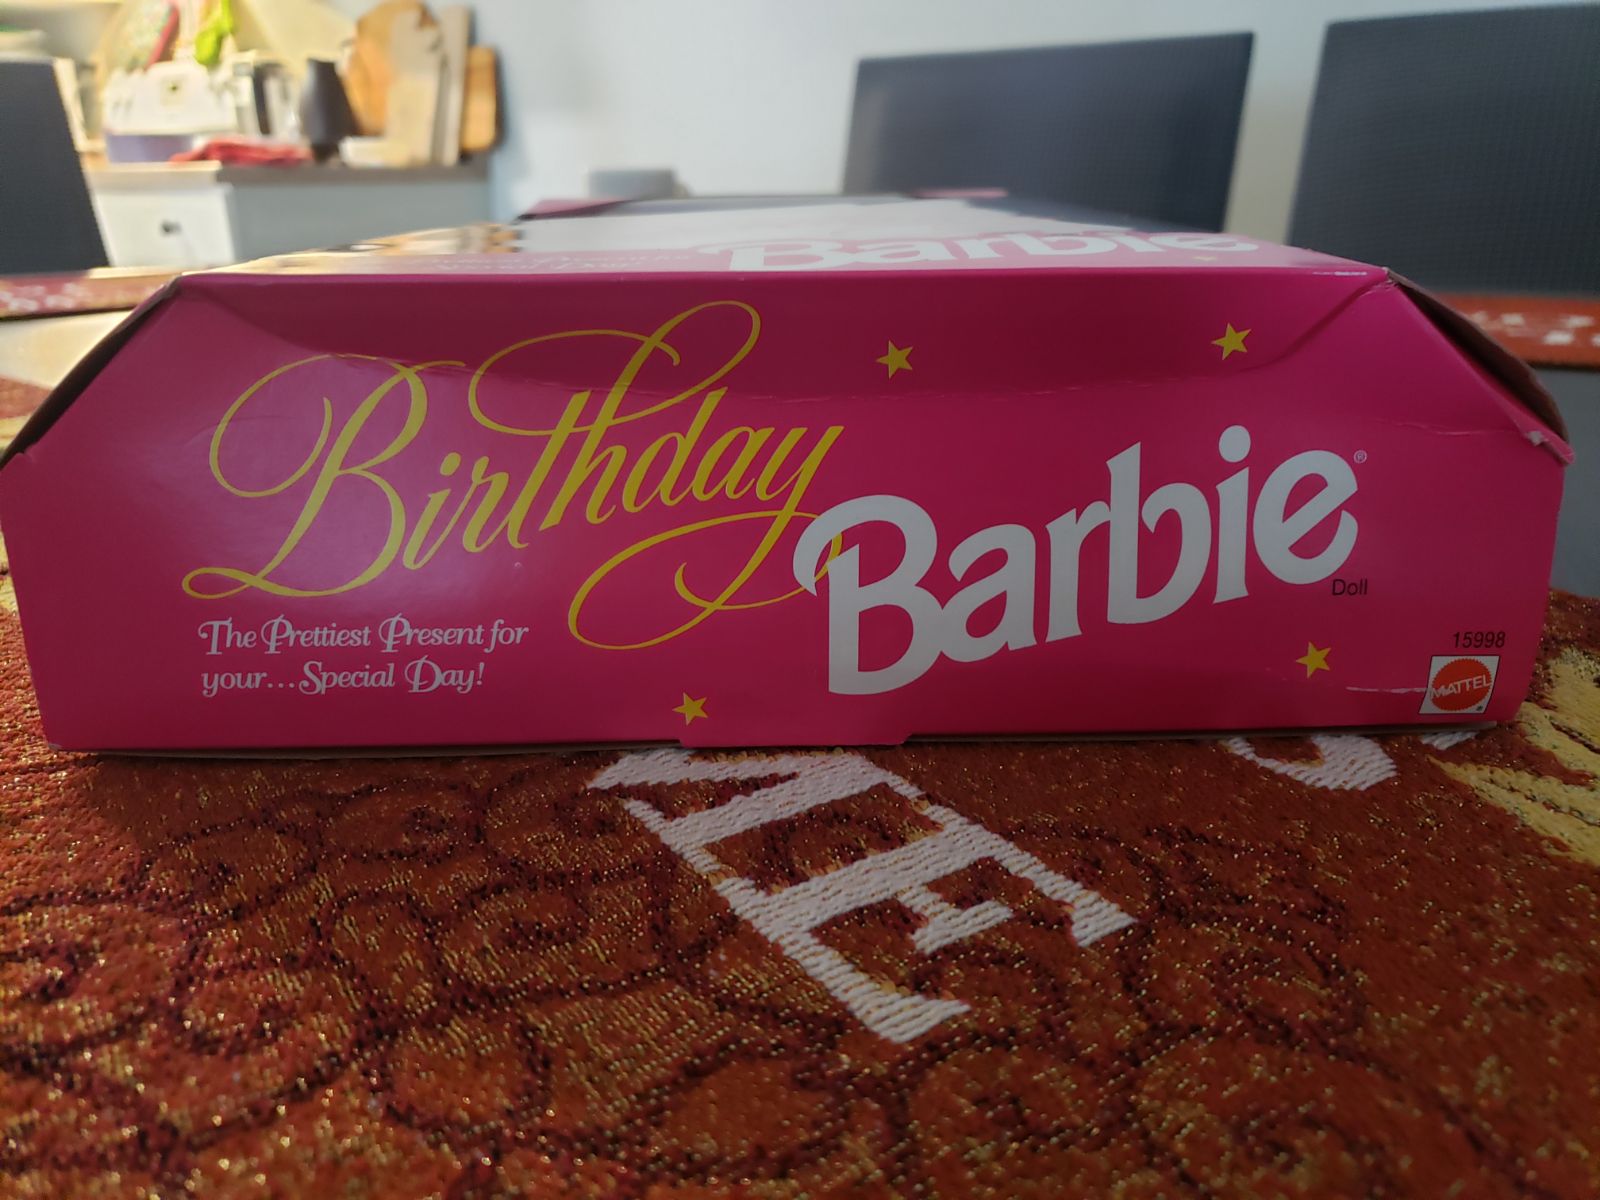 Barbie
Birthday
Barbie®
Doll
The Prettiest Present for
your...Special Day!
15998
MATTEL